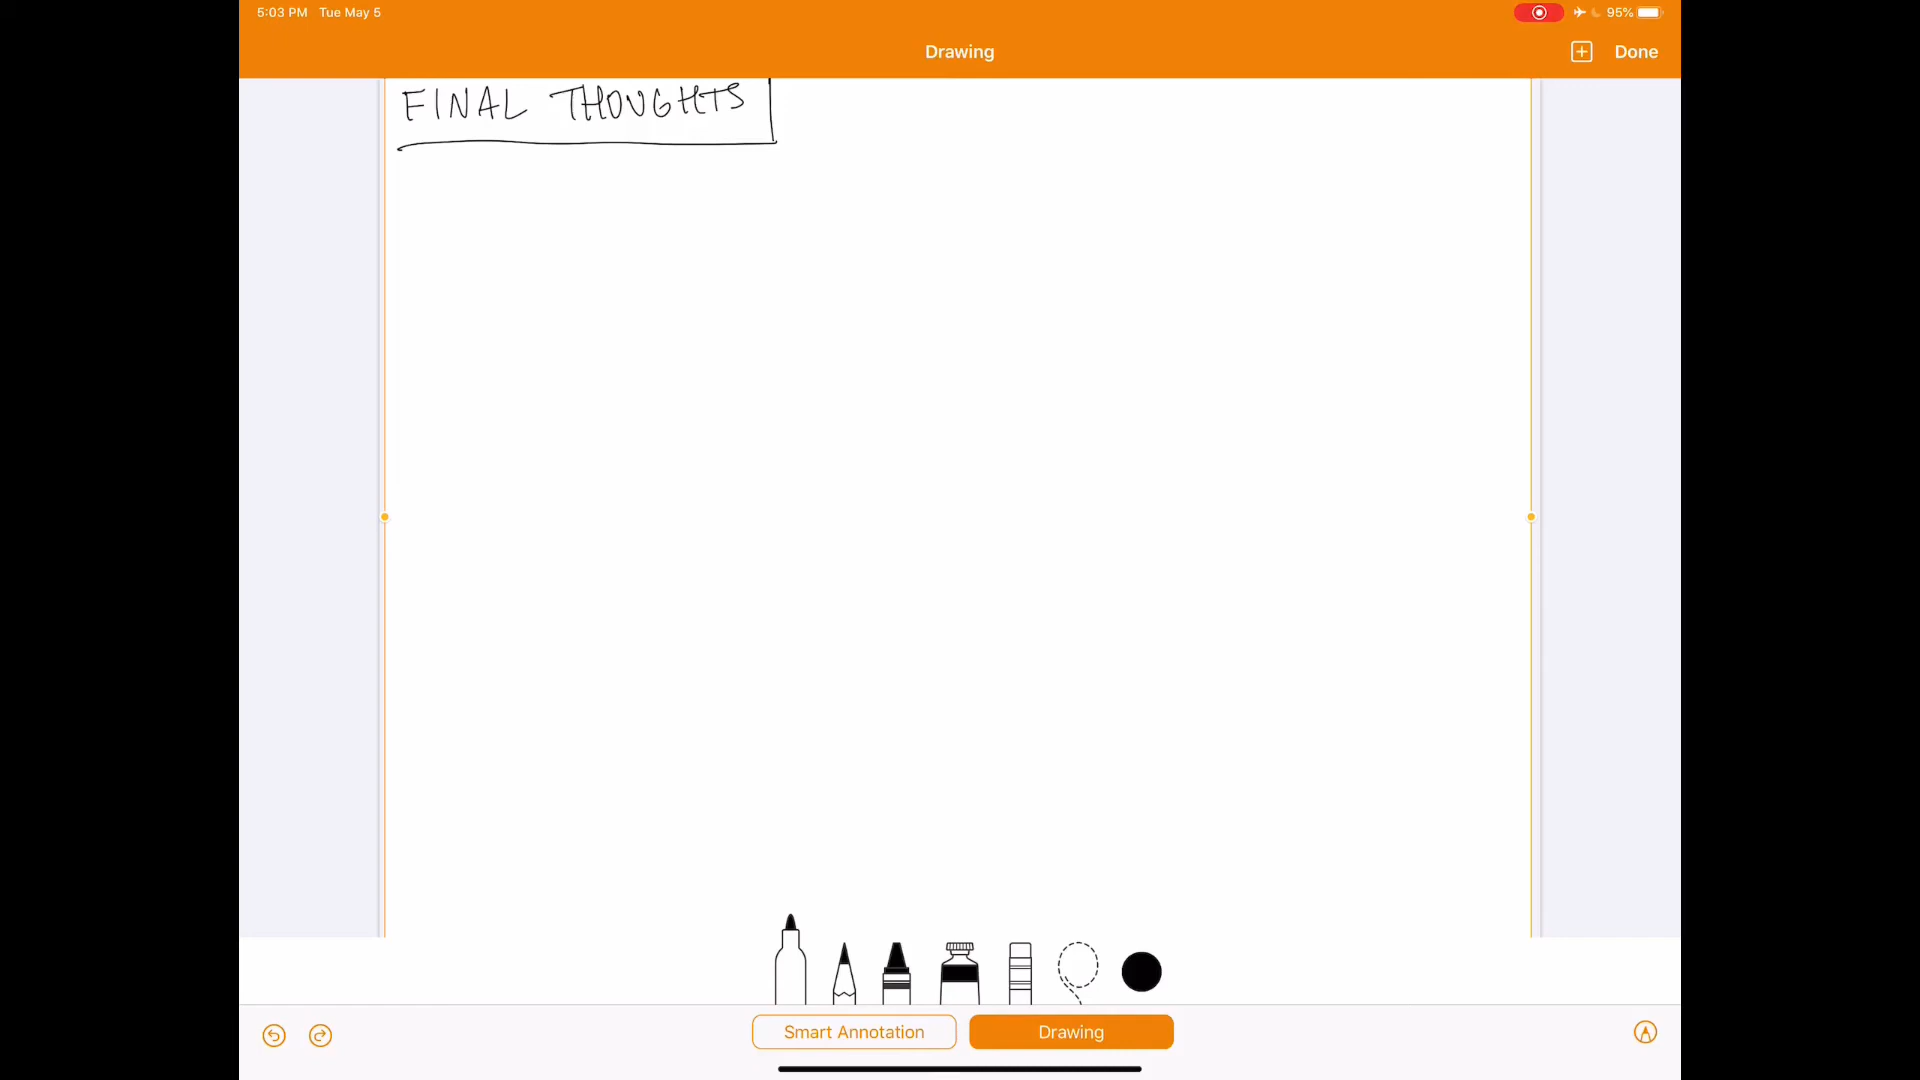 5:03 PM Tue May 5
95%
Drawing
Done
FINAL THOUGHTS
Smart Annotation
Drawing